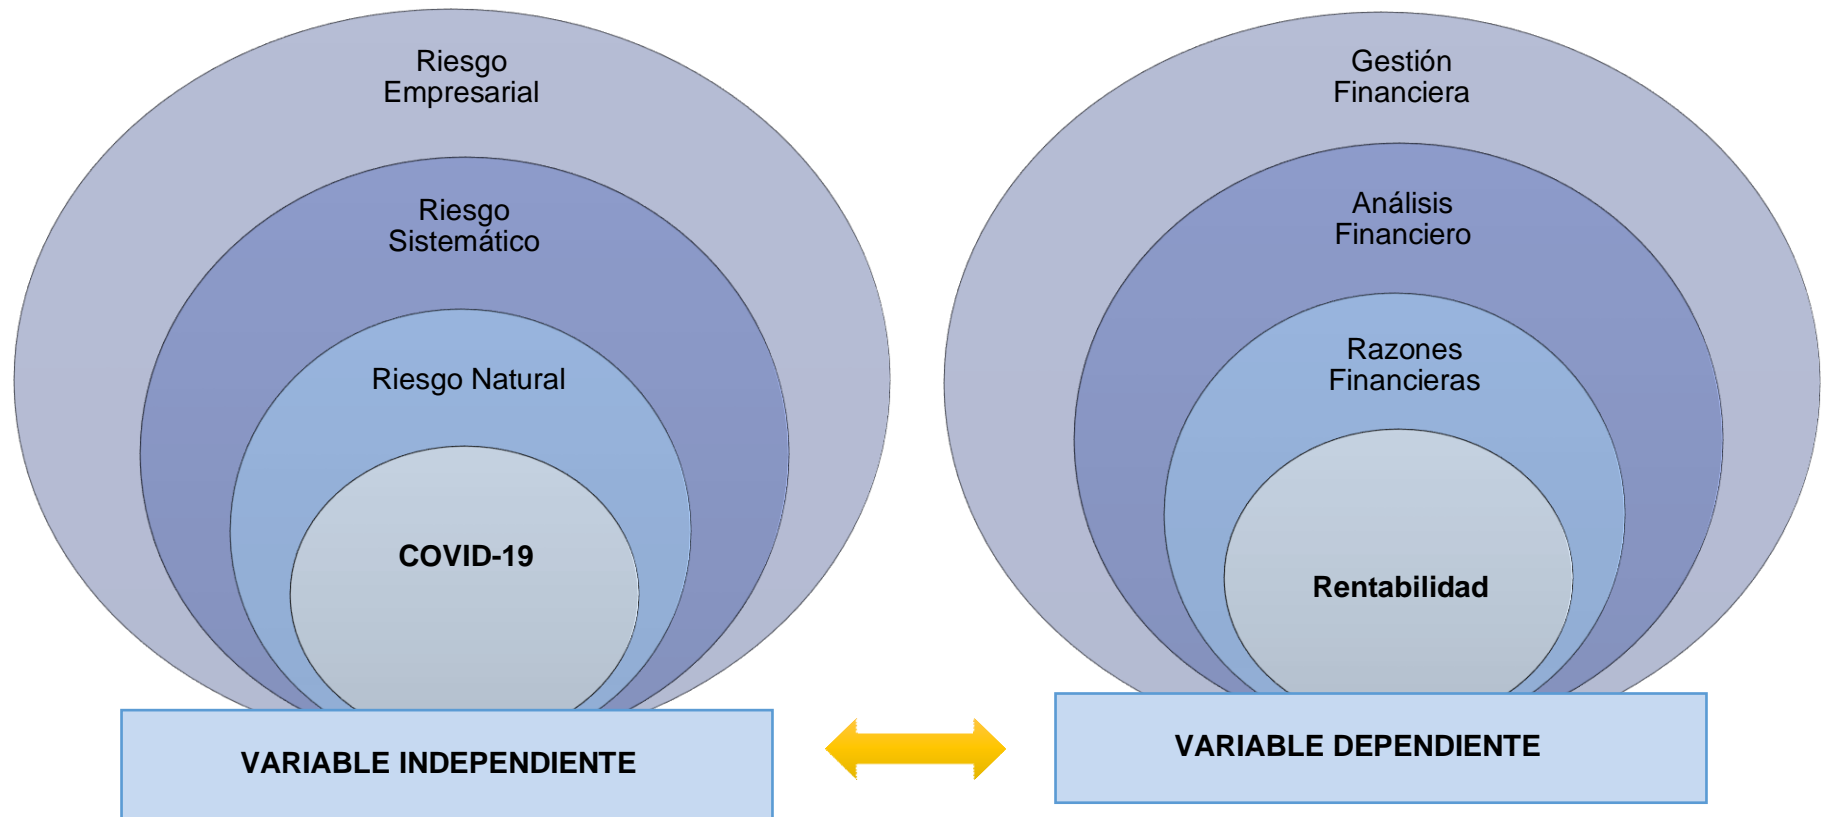 Riesgo
Empresarial
Riesgo
Sistemático
Riesgo Natural
COVID-19
VARIABLE INDEPENDIENTE
Gestión
Financiera
Análisis
Financiero
Razones
Financieras
Rentabilidad
VARIABLE DEPENDIENTE